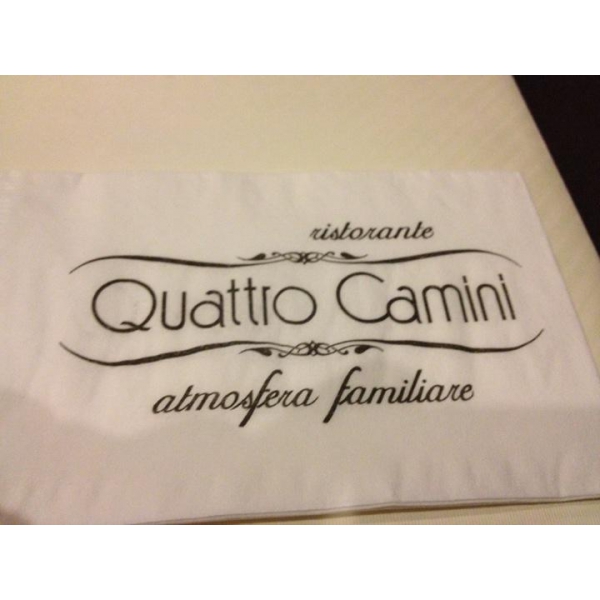 ristorante
Quattro Camini
atmosfera familiare